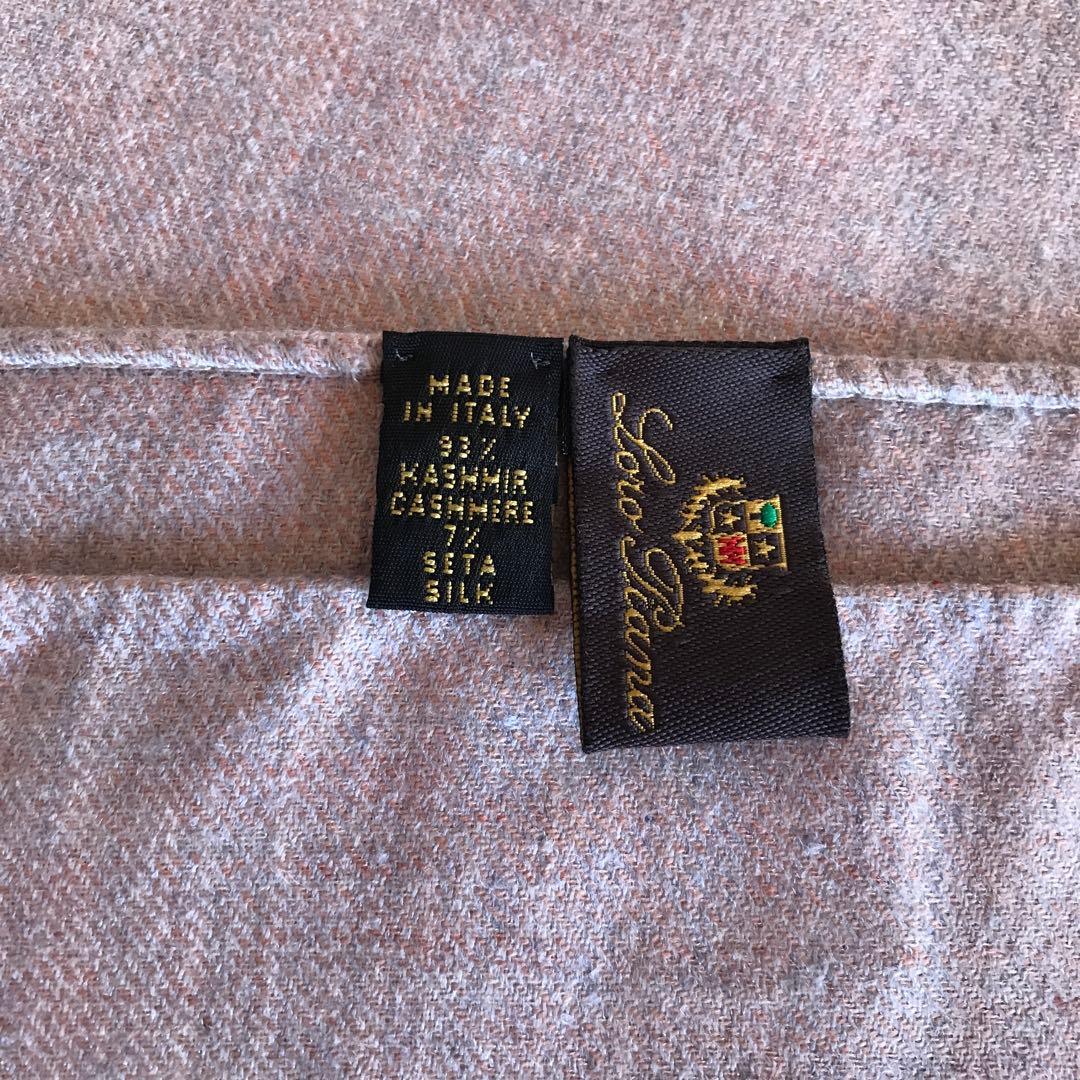 MADE
IN ITALY
93%
KASHMIR
CASHMERE
7%
SETA
SILK
Loro Piana